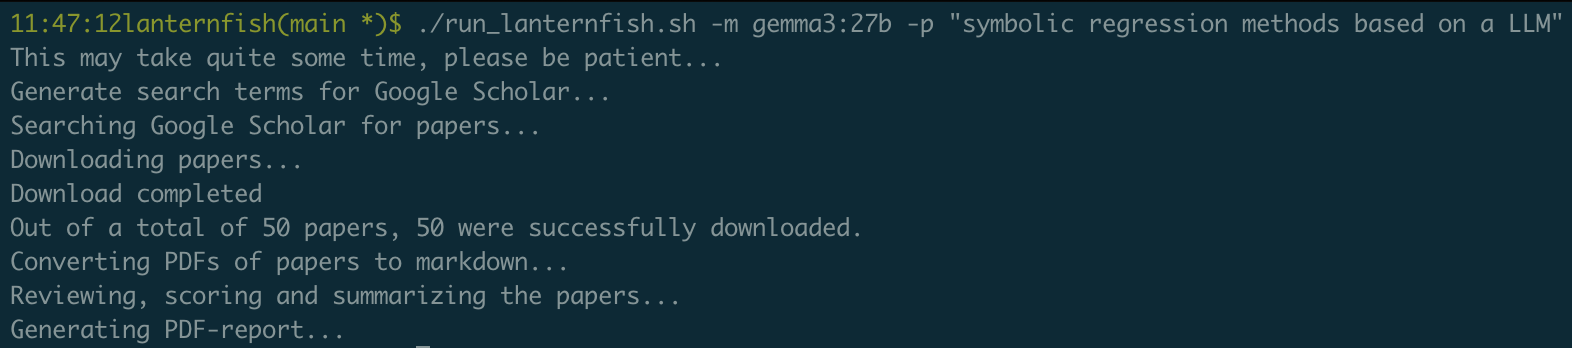 11:47:12lanternfish(main *)$ ./run_lanternfish.sh -m gemma3:27b -p "symbolic regression methods based on a LLM"
This may take quite some time, please be patient...
Generate search terms for Google Scholar...
Searching Google Scholar for papers...
Downloading papers...
Download completed
Out of a total of 50 papers, 50 were successfully downloaded.
Converting PDFs of papers to markdown...
Reviewing, scoring and summarizing the papers...
Generating PDF-report...